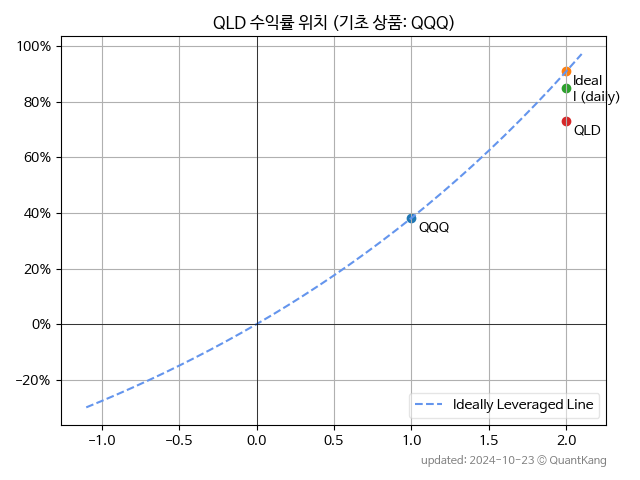 QLD 수익률 위치 (기초 상품: QQQ)
100%
80%
60%
40%
20%
0%
−20%
Ideal
I (daily)
QLD
QQQ
Ideally Leveraged Line
−1.0 −0.5 0.0 0.5 1.0 1.5 2.0
updated: 2024-10-23 © QuantKang